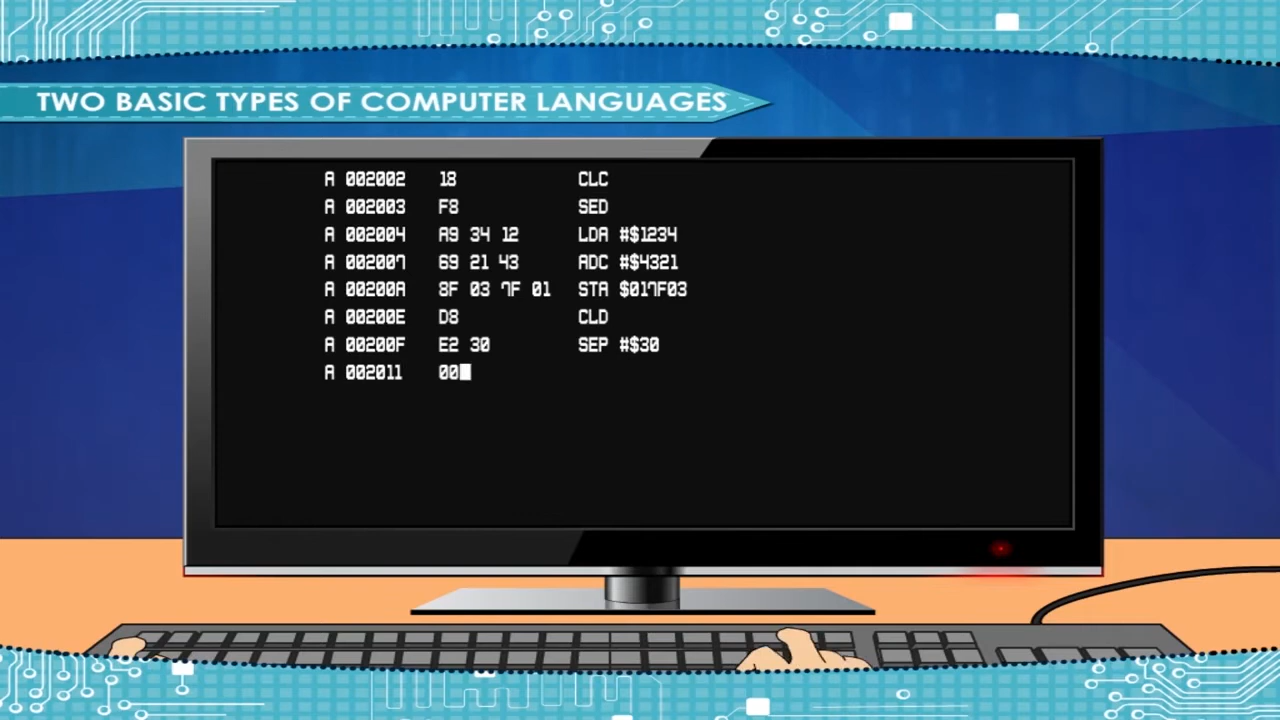 TWO BASIC TYPES OF COMPUTER LANGUAGES
A 002002 18 CLC
A 002003 F8 SED
A 002004 A9 34 12 LDA #$1234
A 002007 69 21 43 ADC #$4321
A 00200A 8F 03 7F 01 STA $017F03
A 00200E D8 CLD
A 00200F E2 30 SEP #$30
A 002011 00